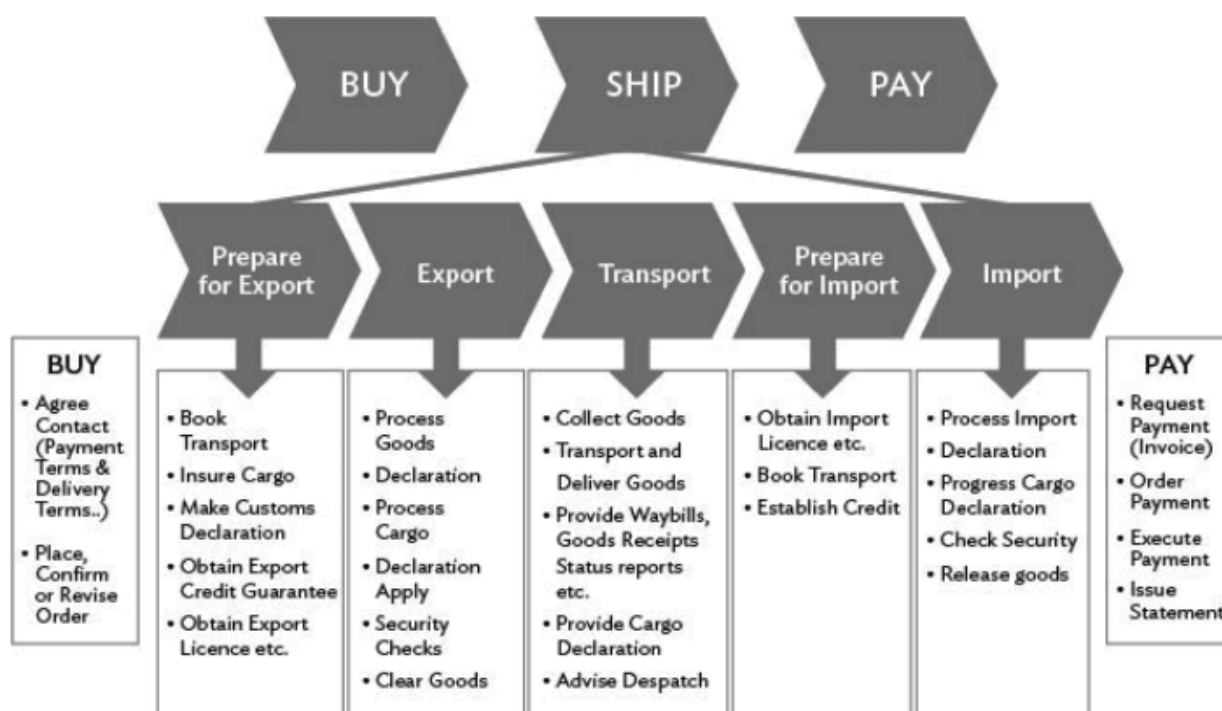 BUY
SHIP
PAY
Prepare
for Export
Export
Transport
Prepare
for Import
Import
BUY
• Agree
Contact
(Payment
Terms &
Delivery
Terms..)
• Place,
Confirm
or Revise
Order
• Book
Transport
• Insure Cargo
• Make Customs
Declaration
• Obtain Export
Credit Guarantee
• Obtain Export
Licence etc.
• Process
Goods
• Declaration
• Process
Cargo
• Declaration
Apply
• Security
Checks
• Clear Goods
• Collect Goods
• Transport and
Deliver Goods
• Provide Waybills,
Goods Receipts
Status reports
etc.
• Provide Cargo
Declaration
• Advise Despatch
• Obtain Import
Licence etc.
• Book Transport
• Establish Credit
• Process Import
• Declaration
• Progress Cargo
Declaration
• Check Security
• Release goods
PAY
• Request
Payment
(Invoice)
• Order
Payment
• Execute
Payment
• Issue
Statement